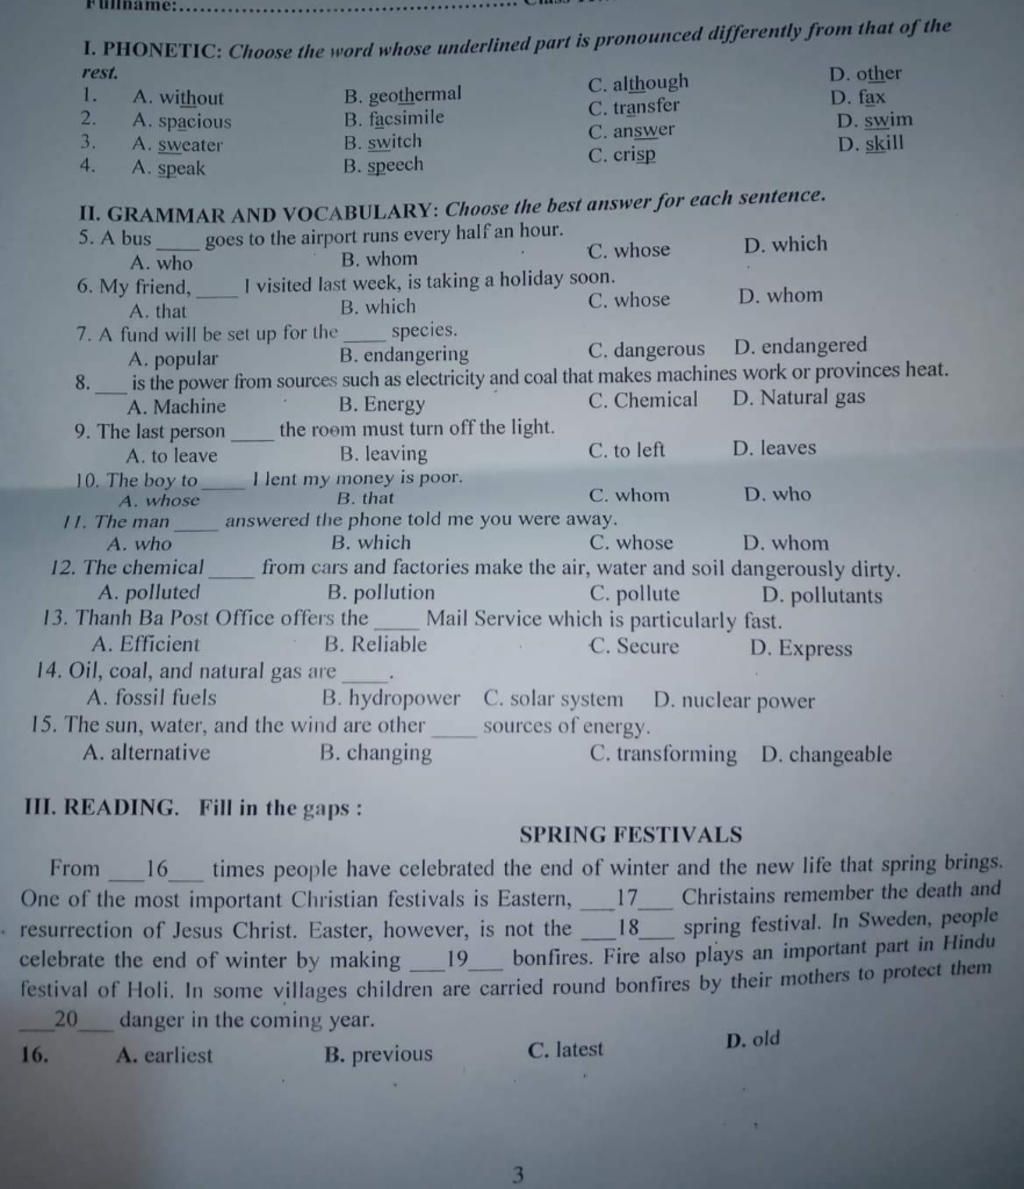 Fullname:
I. PHONETIC: Choose the word whose underlined part is pronounced differently from that of the
rest.
1. A. without B. geothermal C. although D. other
2. A. spacious B. facsimile C. transfer D. fax
3. A. sweater B. switch C. answer D. swim
4. A. speak B. speech C. crisp D. skill
II. GRAMMAR AND VOCABULARY: Choose the best answer for each sentence.
5. A bus ____ goes to the airport runs every half an hour.
A. who B. whom C. whose D. which
6. My friend, ____ I visited last week, is taking a holiday soon.
A. that B. which C. whose D. whom
7. A fund will be set up for the ____ species.
A. popular B. endangering C. dangerous D. endangered
8. ____ is the power from sources such as electricity and coal that makes machines work or provinces heat.
A. Machine B. Energy C. Chemical D. Natural gas
9. The last person ____ the room must turn off the light.
A. to leave B. leaving C. to left D. leaves
10. The boy to ____ I lent my money is poor.
A. whose B. that C. whom D. who
11. The man ____ answered the phone told me you were away.
A. who B. which C. whose D. whom
12. The chemical ____ from cars and factories make the air, water and soil dangerously dirty.
A. polluted B. pollution C. pollute D. pollutants
13. Thanh Ba Post Office offers the ____ Mail Service which is particularly fast.
A. Efficient B. Reliable C. Secure D. Express
14. Oil, coal, and natural gas are ____.
A. fossil fuels B. hydropower C. solar system D. nuclear power
15. The sun, water, and the wind are other ____ sources of energy.
A. alternative B. changing C. transforming D. changeable
III. READING. Fill in the gaps :
SPRING FESTIVALS
From ___16___ times people have celebrated the end of winter and the new life that spring brings.
One of the most important Christian festivals is Eastern, ___17___ Christains remember the death and
resurrection of Jesus Christ. Easter, however, is not the ___18___ spring festival. In Sweden, people
celebrate the end of winter by making ___19___ bonfires. Fire also plays an important part in Hindu
festival of Holi. In some villages children are carried round bonfires by their mothers to protect them
___20___ danger in the coming year.
16. A. earliest B. previous C. latest D. old
3